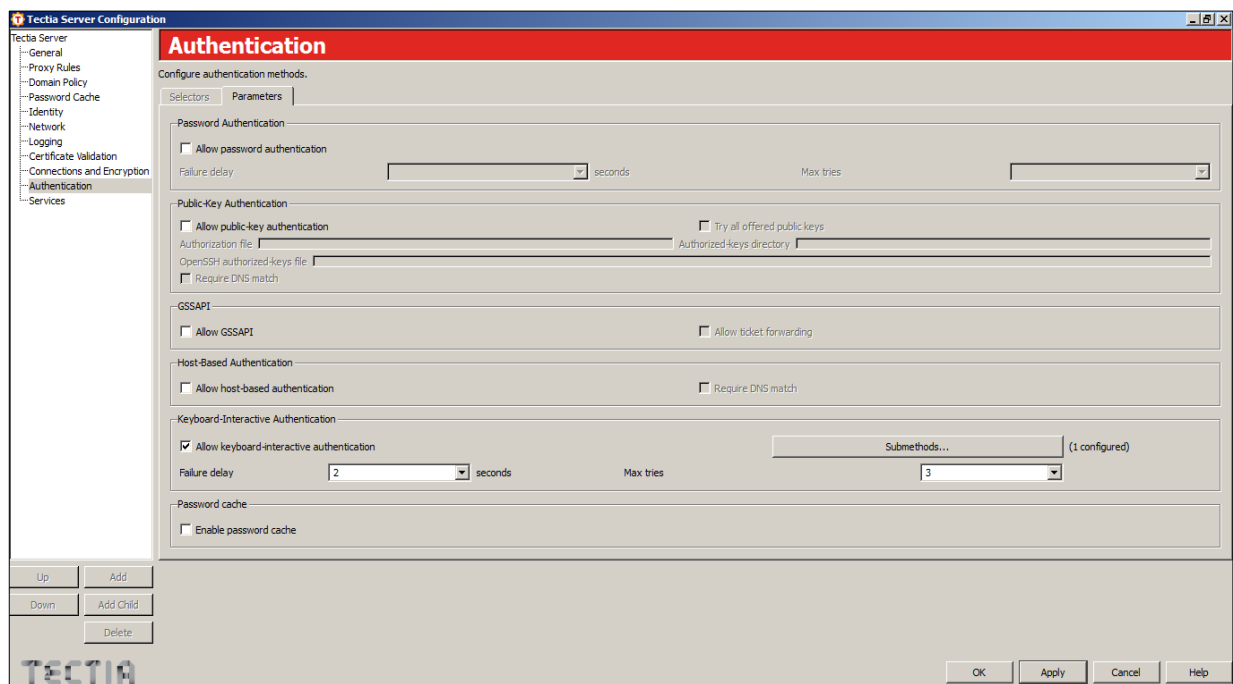 Tectia Server Configuration
Tectia Server
General
Proxy Rules
Domain Policy
Password Cache
Identity
Network
Logging
Certificate Validation
Connections and Encryption
Authentication
Services
Authentication
Configure authentication methods.
Selectors Parameters
Password Authentication
Allow password authentication
Failure delay seconds Max tries
Public-Key Authentication
Allow public-key authentication Try all offered public keys
Authorization file Authorized-keys directory
OpenSSH authorized-keys file
Require DNS match
GSSAPI
Allow GSSAPI Allow ticket forwarding
Host-Based Authentication
Allow host-based authentication Require DNS match
Keyboard-Interactive Authentication
Allow keyboard-interactive authentication Submethods... (1 configured)
Failure delay 2 seconds Max tries 3
Password cache
Enable password cache
Up Add
Down Add Child
Delete
TECTIA
OK Apply Cancel Help